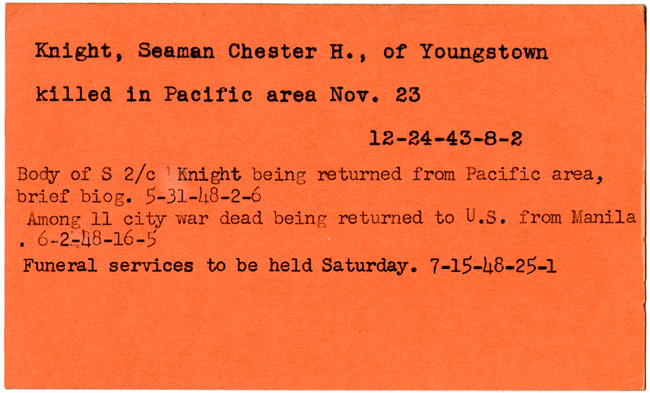 Knight, Seaman Chester H., of Youngstown
killed in Pacific area Nov. 23
12-24-43-8-2
Body of S 2/c Knight being returned from Pacific area,
brief biog. 5-31-48-2-6
Among 11 city war dead being returned to U.S. from Manila
. 6-2-48-16-5
Funeral services to be held Saturday. 7-15-48-25-1